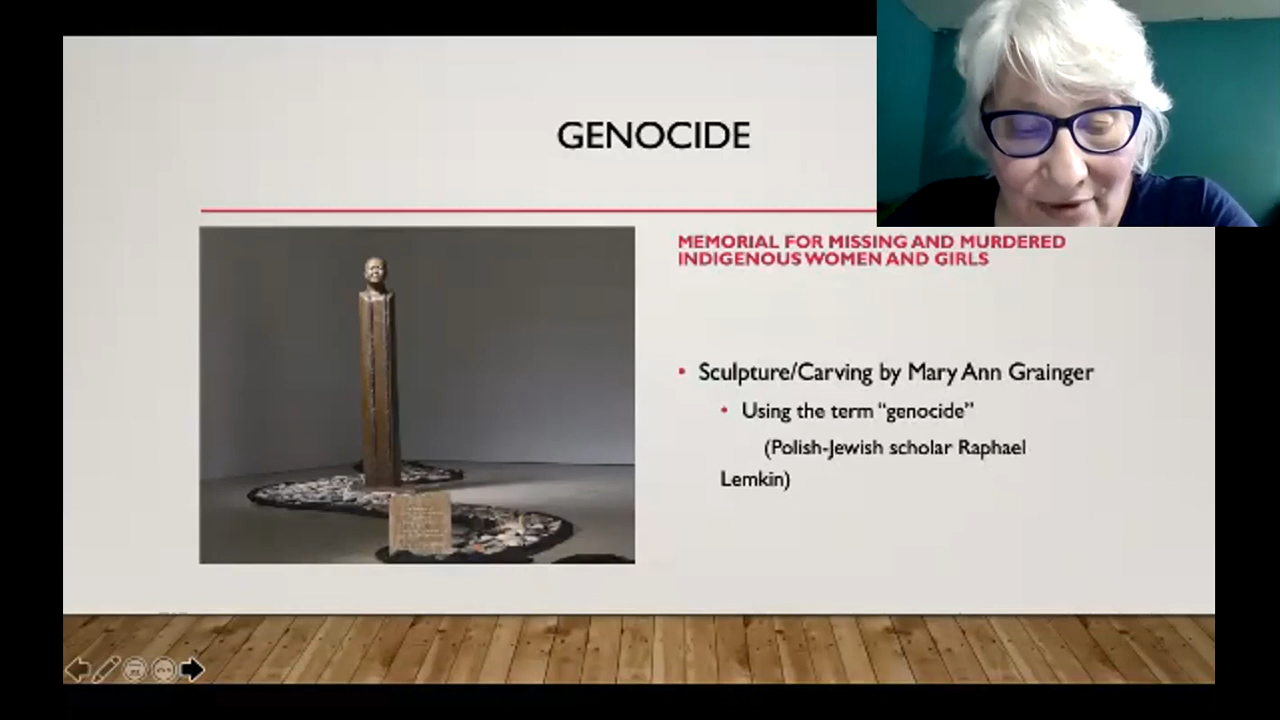 GENOCIDE
MEMORIAL FOR MISSING AND MURDERED
INDIGENOUS WOMEN AND GIRLS
• Sculpture/Carving by Mary Ann Grainger
• Using the term “genocide”
(Polish-Jewish scholar Raphael
Lemkin)